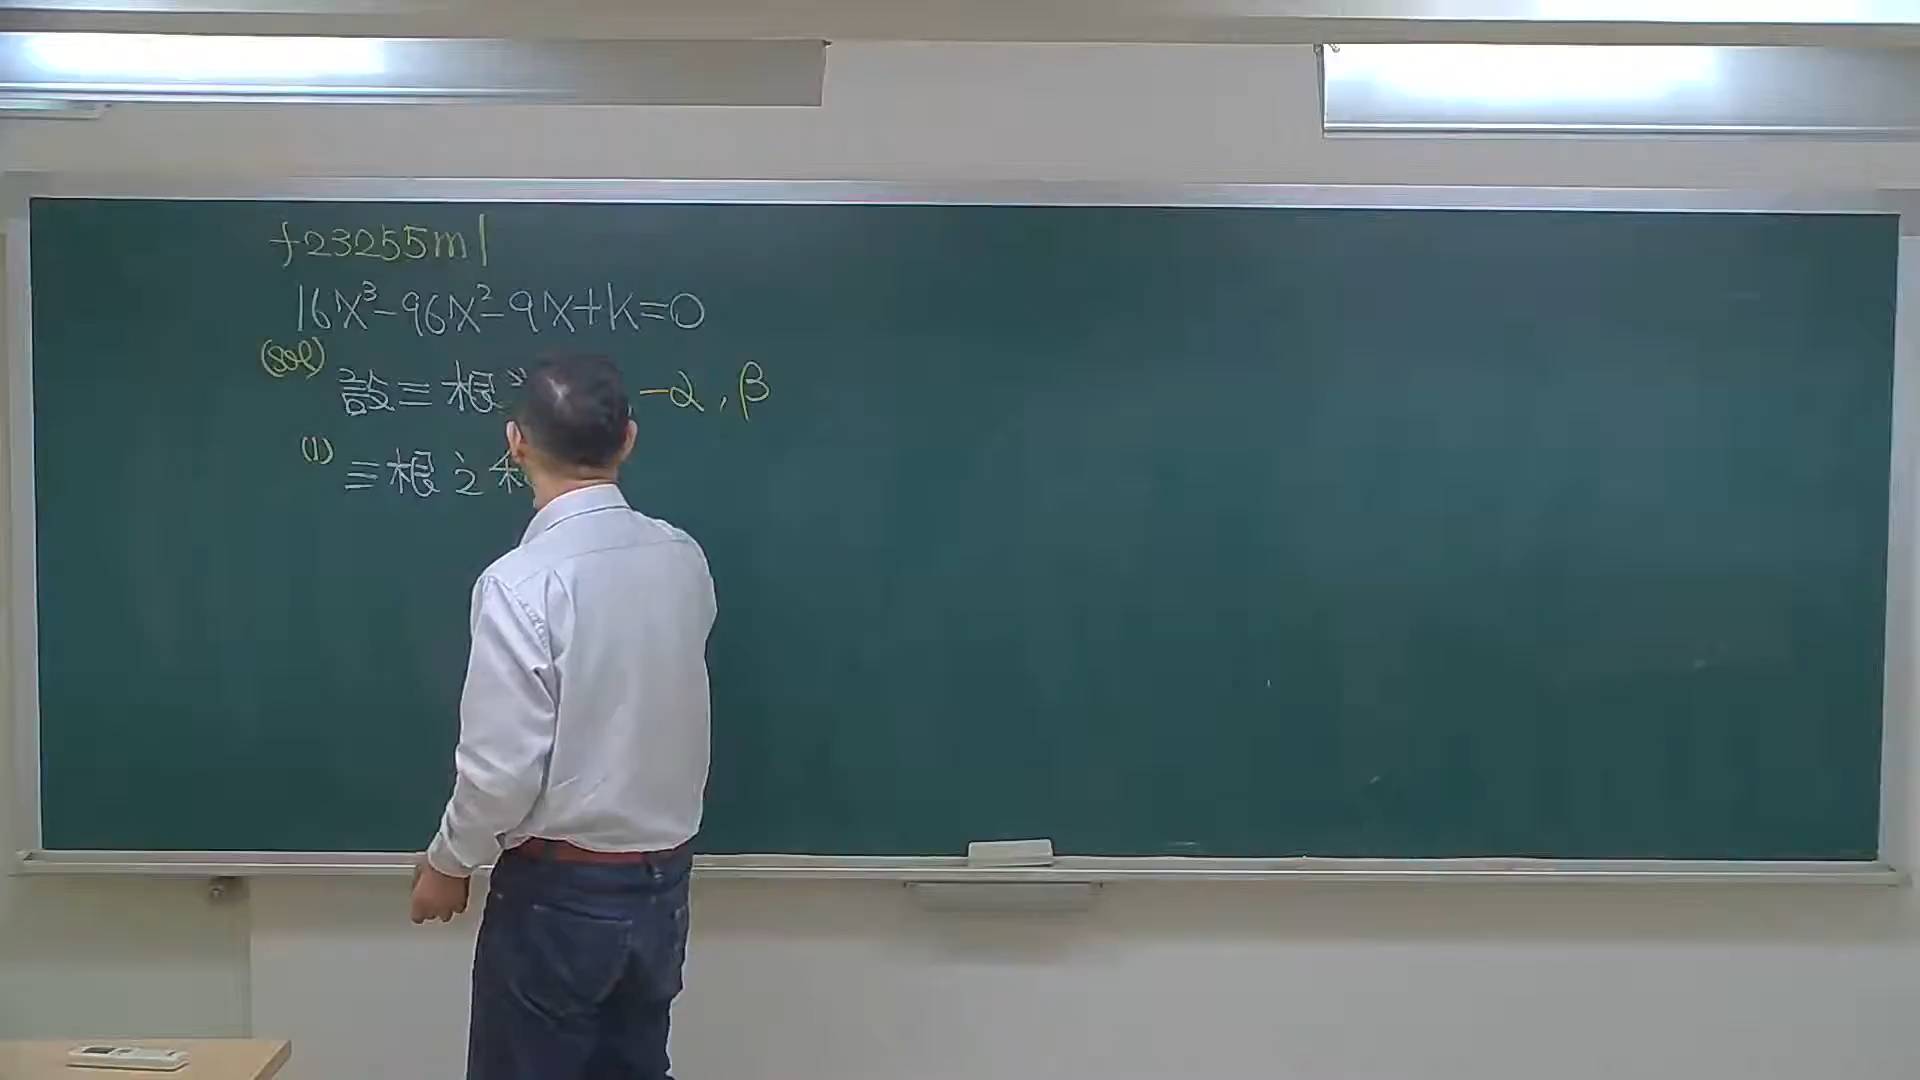 f23255m1
16x³-96x²-9x+k=0
(sol) 設三根 , -α, β
(1) 三根之和